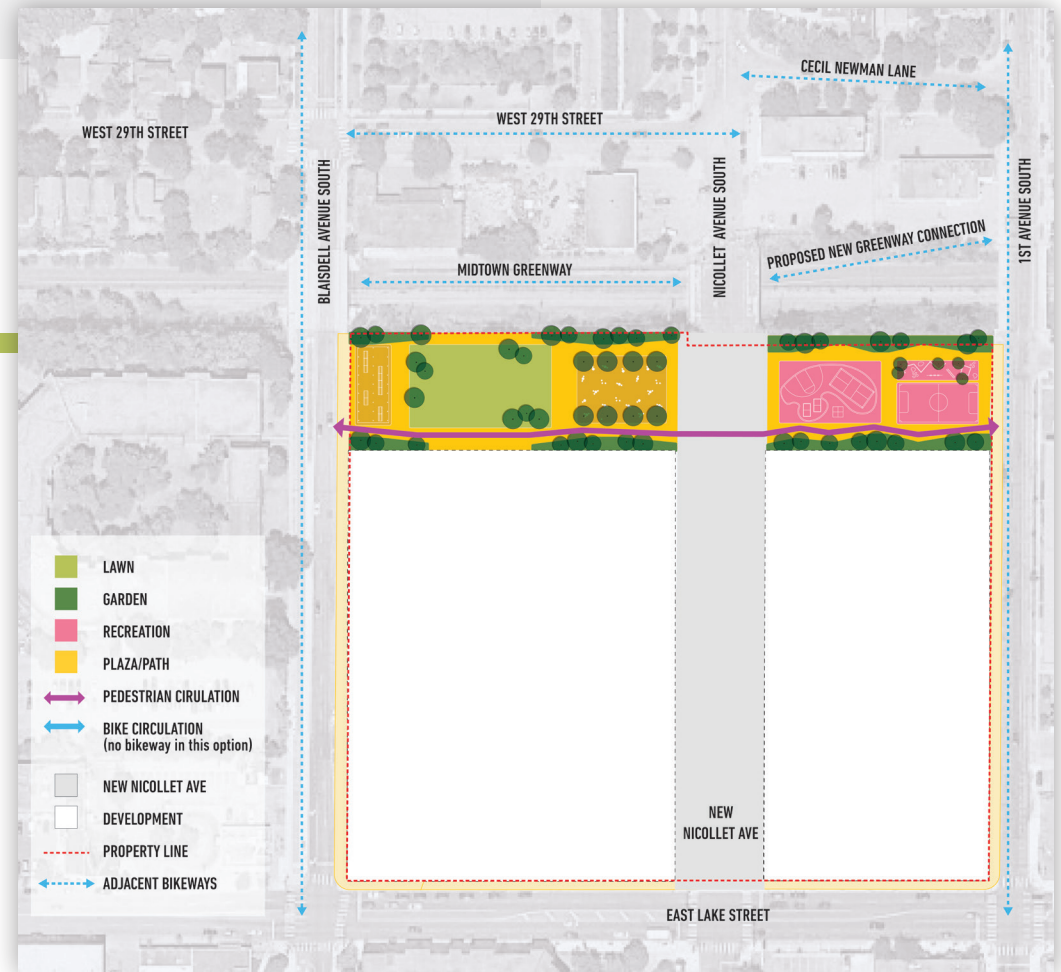 CECIL NEWMAN LANE
WEST 29TH STREET
WEST 29TH STREET
BLAISDELL AVENUE SOUTH
NICOLLET AVENUE SOUTH
1ST AVENUE SOUTH
PROPOSED NEW GREENWAY CONNECTION
MIDTOWN GREENWAY
LAWN
GARDEN
RECREATION
PLAZA/PATH
PEDESTRIAN CIRULATION
BIKE CIRCULATION
(no bikeway in this option)
NEW NICOLLET AVE
DEVELOPMENT
PROPERTY LINE
ADJACENT BIKEWAYS
NEW
NICOLLET AVE
EAST LAKE STREET